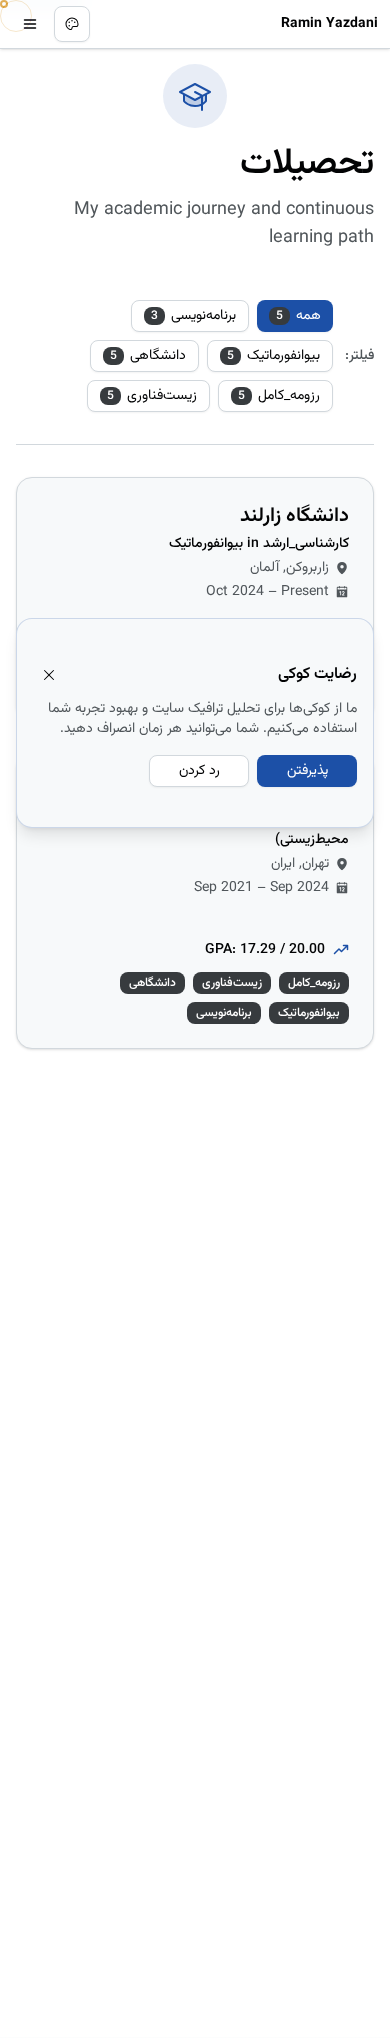 Ramin Yazdani
تحصیلات
My academic journey and continuous
learning path
فیلتر:
همه 5
برنامه‌نویسی 3
بیوانفورماتیک 5
دانشگاهی 5
رزومه_کامل 5
زیست‌فناوری 5
دانشگاه زارلند
کارشناسی_ارشد in بیوانفورماتیک
زاربروکن, آلمان
Oct 2024 – Present
رضایت کوکی
ما از کوکی‌ها برای تحلیل ترافیک سایت و بهبود تجربه شما
استفاده می‌کنیم. شما می‌توانید هر زمان انصراف دهید.
پذیرفتن
رد کردن
محیط‌زیستی)
تهران, ایران
Sep 2021 – Sep 2024
GPA: 17.29 / 20.00
رزومه_کامل
زیست‌فناوری
دانشگاهی
بیوانفورماتیک
برنامه‌نویسی